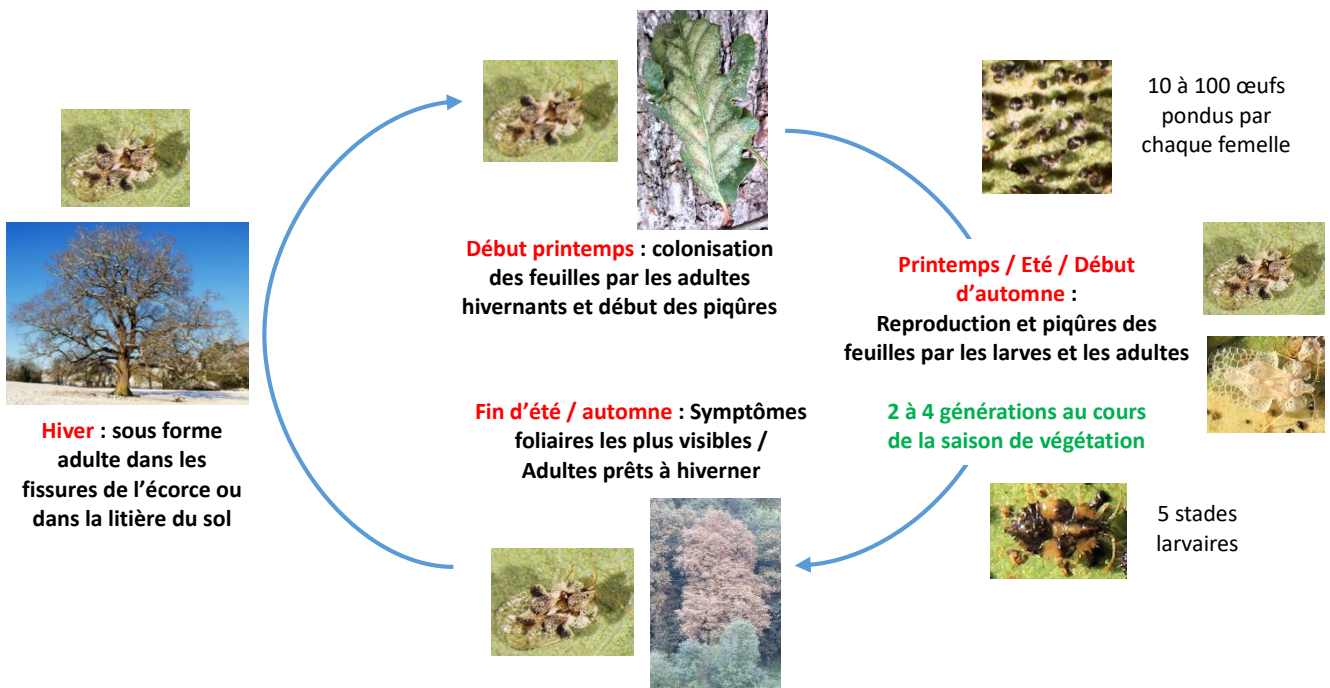 Hiver : sous forme
adulte dans les
fissures de l’écorce ou
dans la litière du sol
Début printemps : colonisation
des feuilles par les adultes
hivernants et début des piqûres
10 à 100 œufs
pondus par
chaque femelle
Printemps / Eté / Début
d’automne :
Reproduction et piqûres des
feuilles par les larves et les adultes
2 à 4 générations au cours
de la saison de végétation
5 stades
larvaires
Fin d’été / automne : Symptômes
foliaires les plus visibles /
Adultes prêts à hiverner